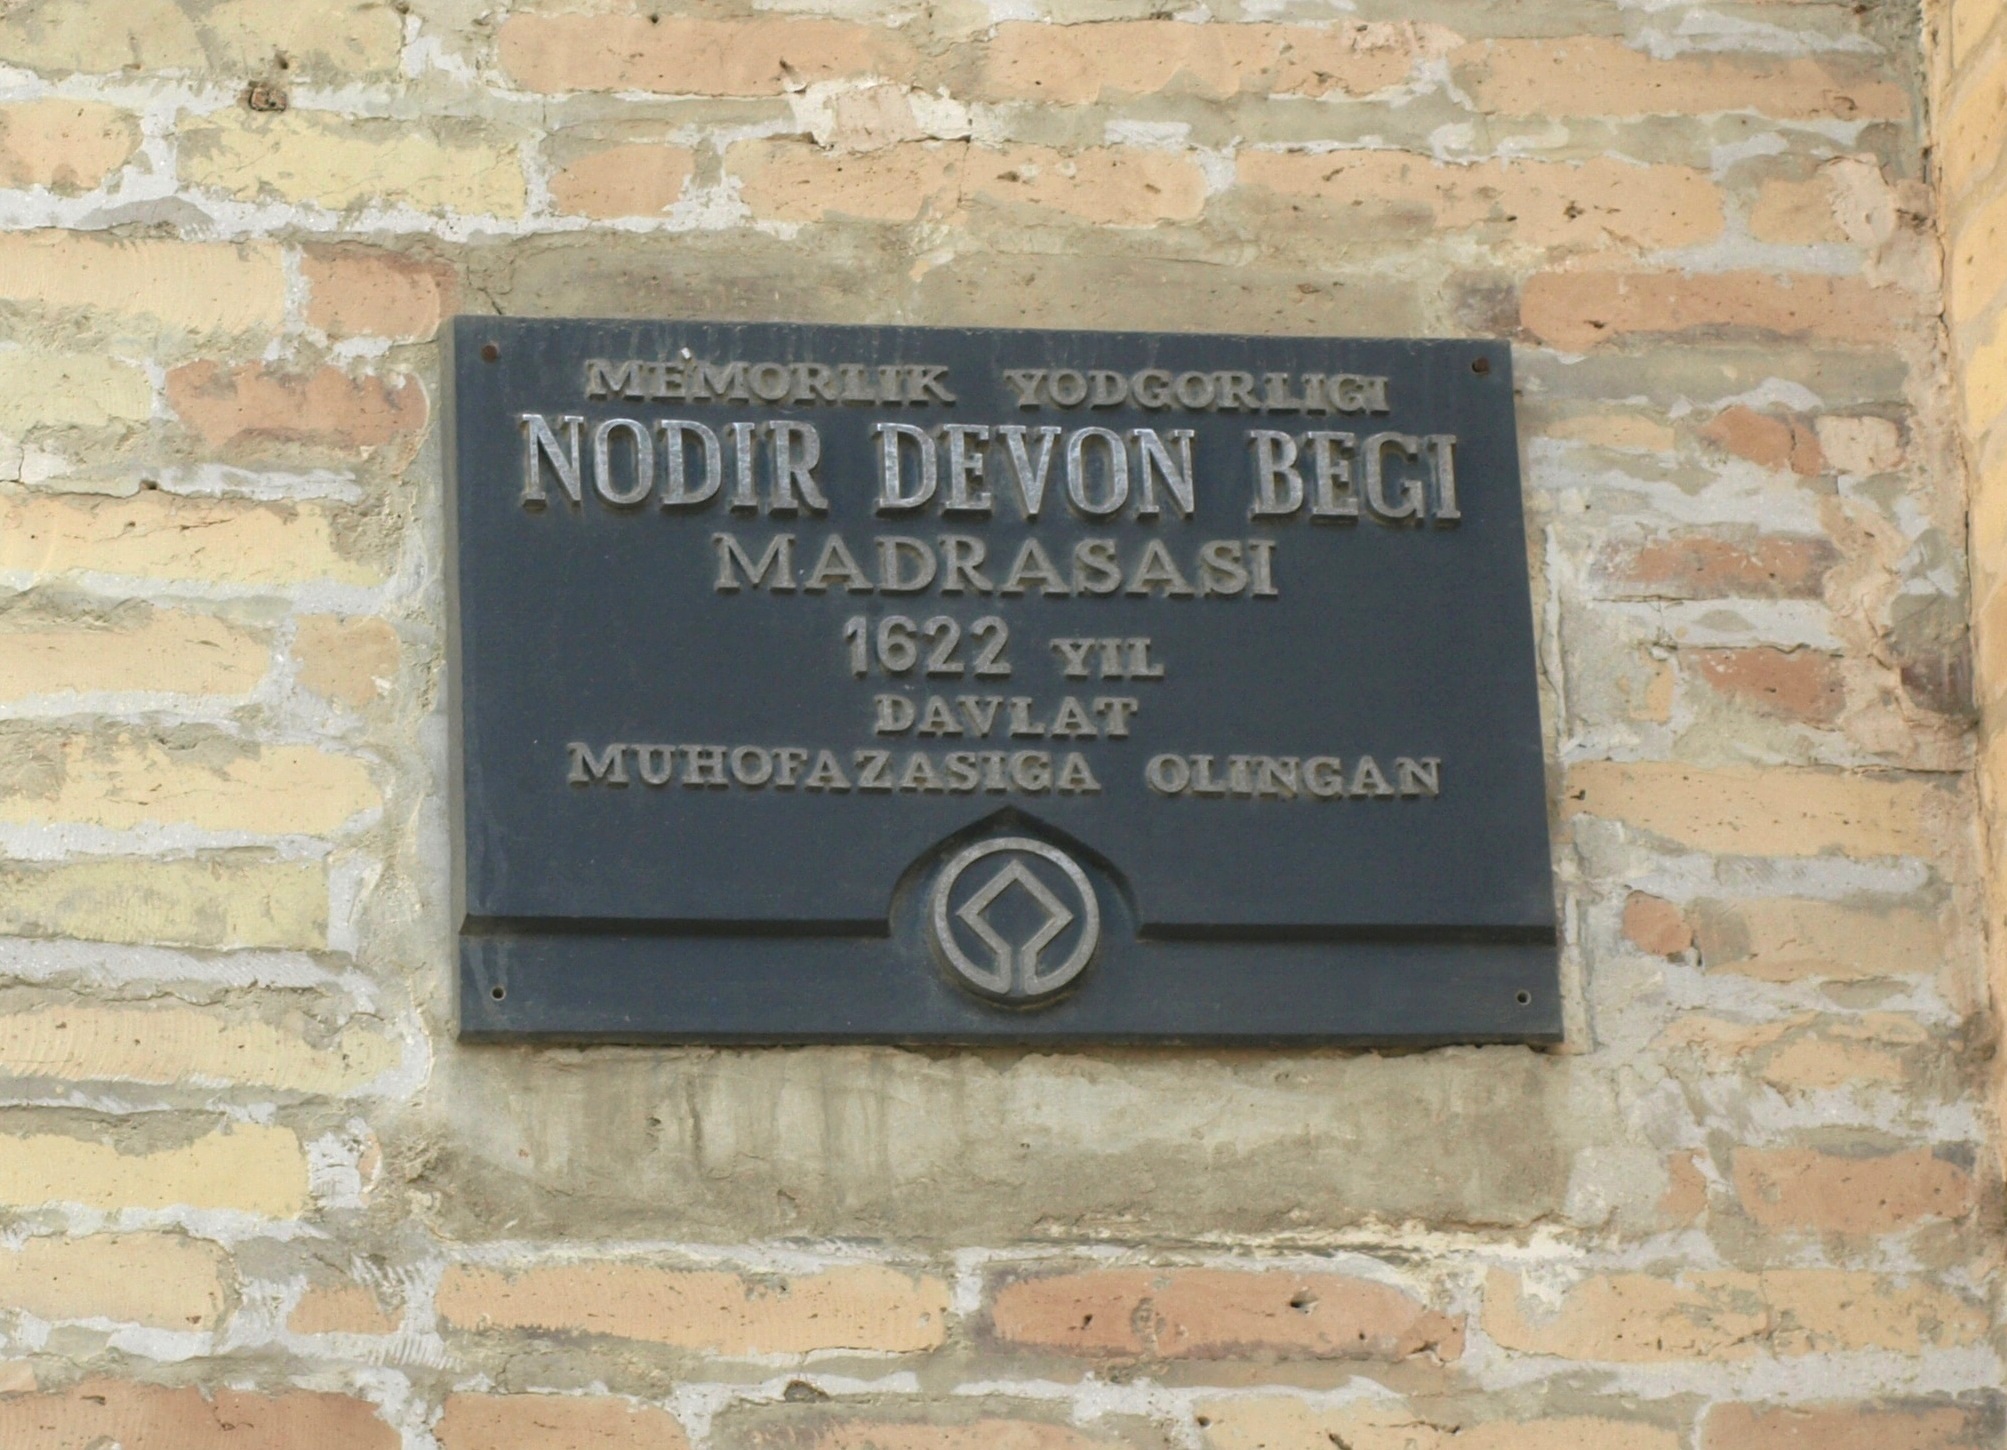 MEMORLIK YODGORLIGI
NODIR DEVON BEGI
MADRASASI
1622 YIL
DAVLAT
MUHOFAZASIGA OLINGAN